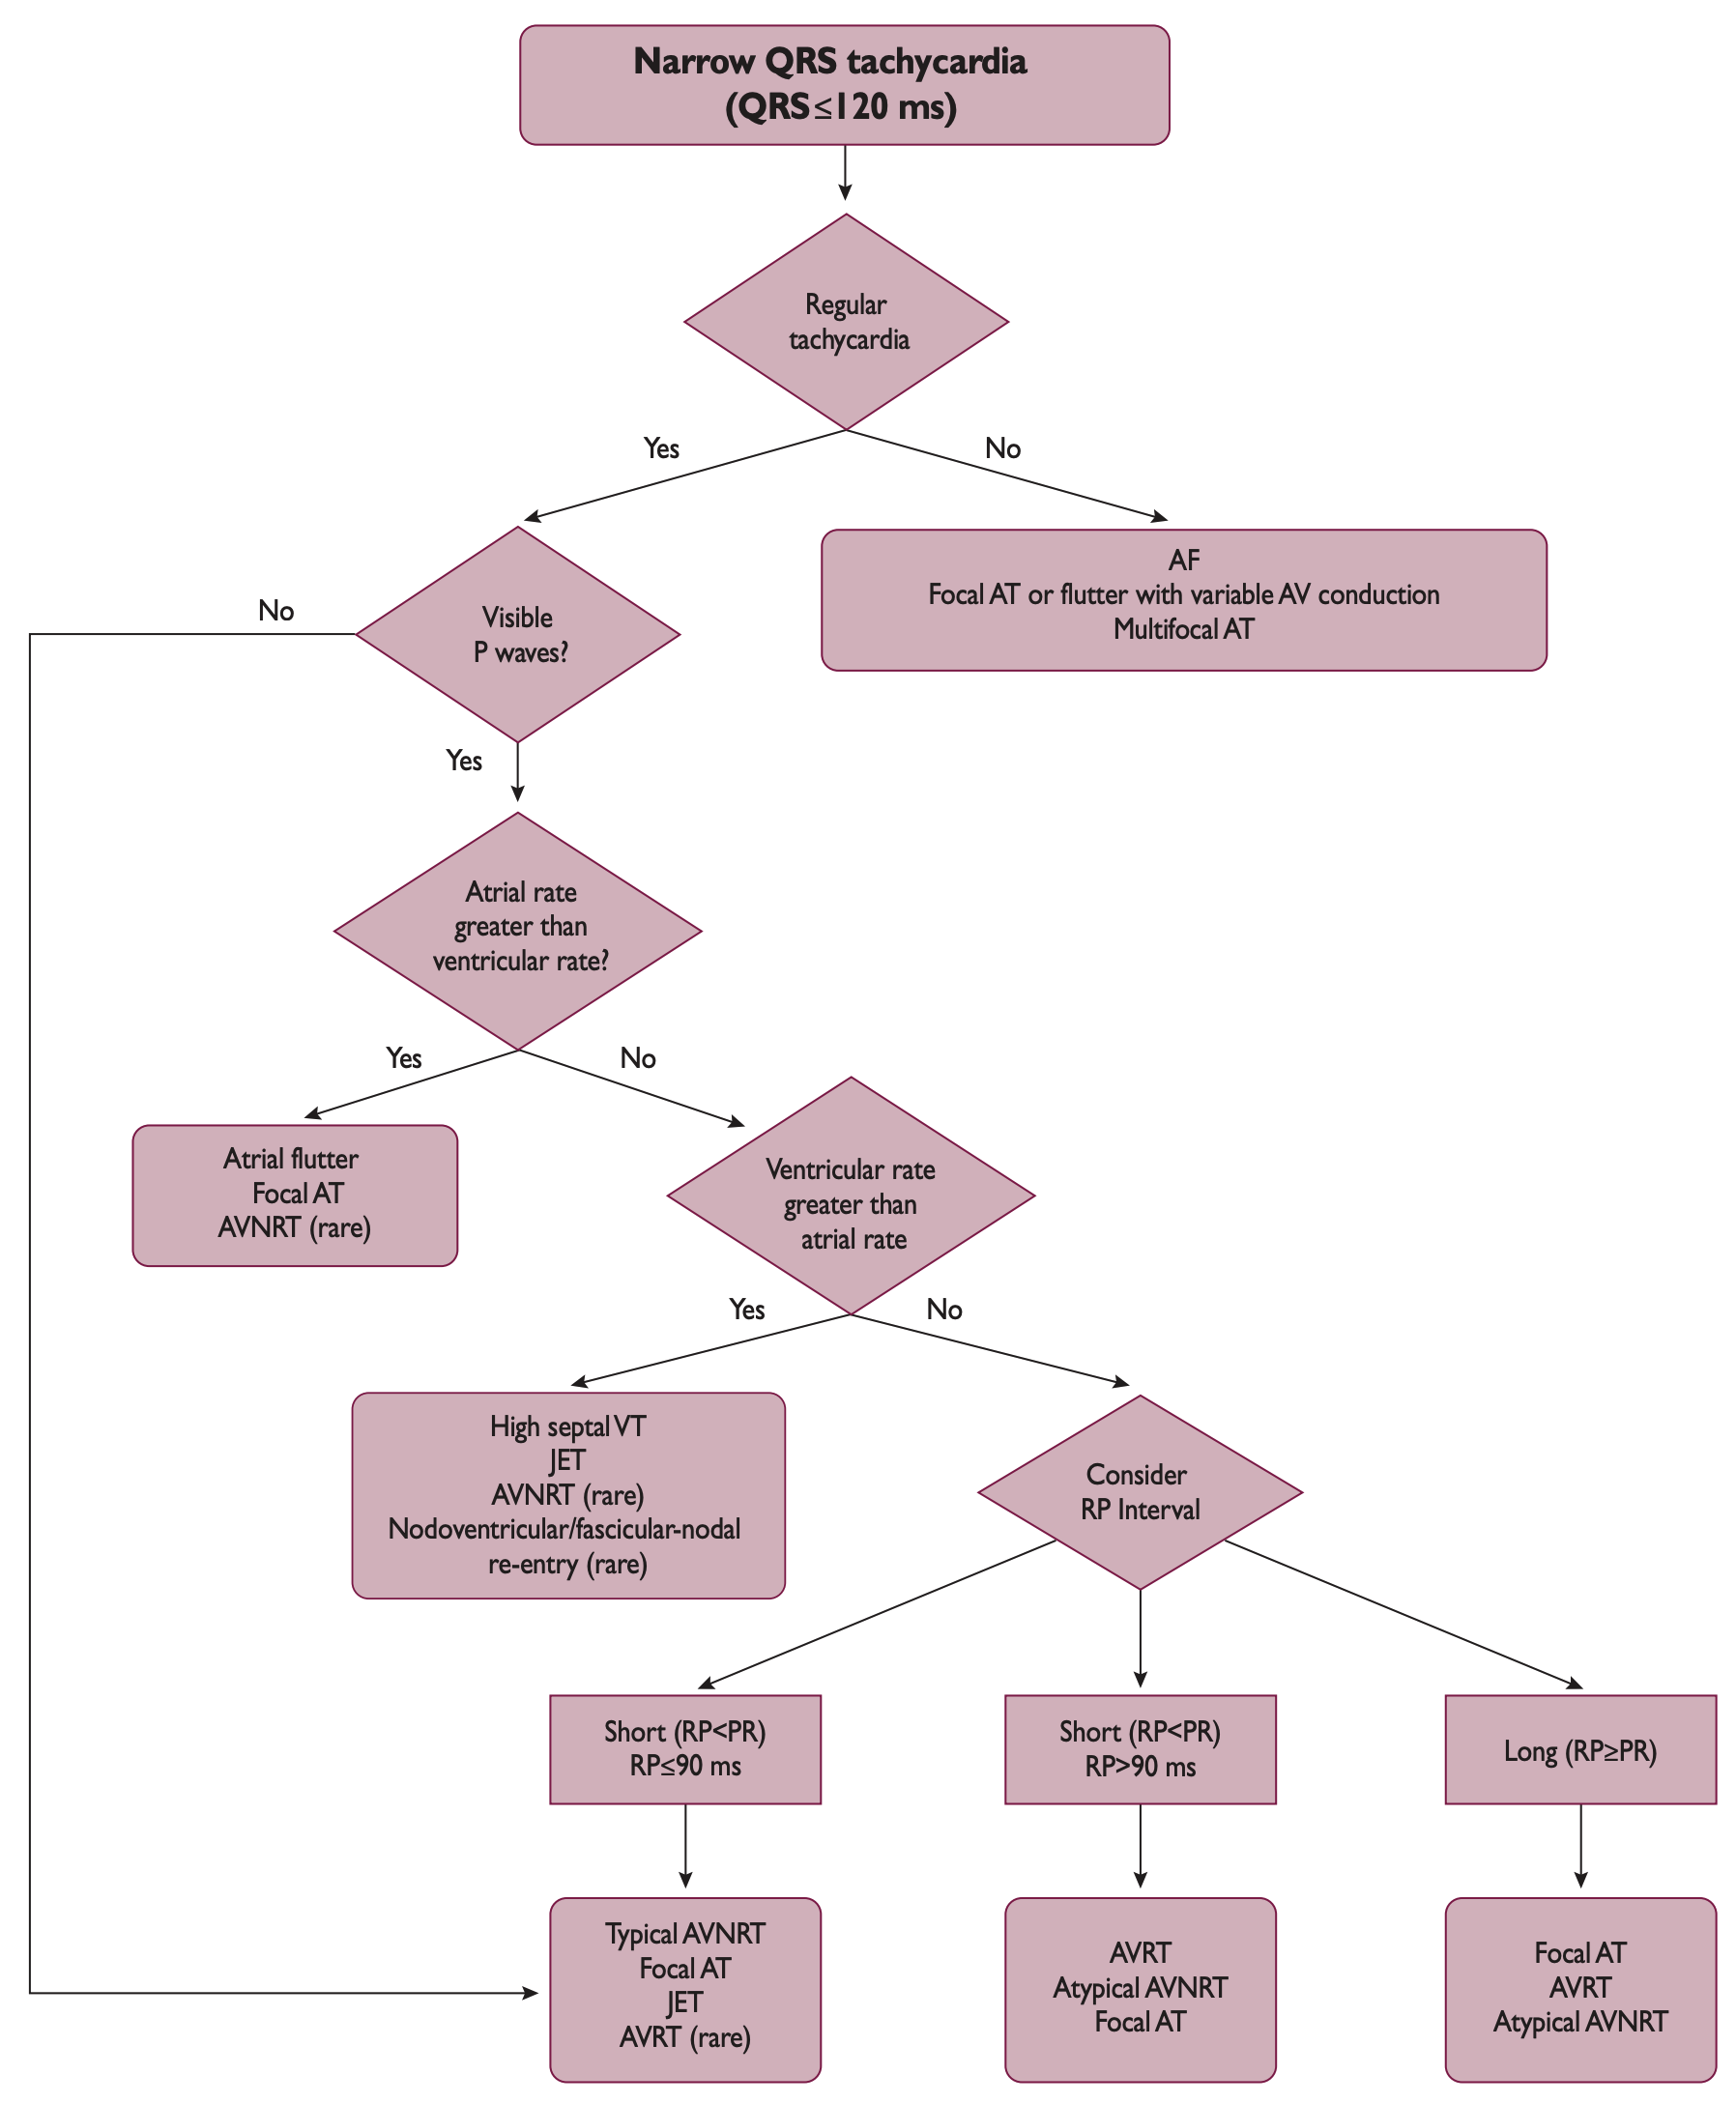 Narrow QRS tachycardia
(QRS≤120 ms)
Regular
tachycardia
Yes
No
AF
Focal AT or flutter with variable AV conduction
Multifocal AT
No
Visible
P waves?
Yes
Atrial rate
greater than
ventricular rate?
Yes
No
Atrial flutter
Focal AT
AVNRT (rare)
Ventricular rate
greater than
atrial rate
Yes
No
High septal VT
JET
AVNRT (rare)
Nodoventricular/fascicular-nodal
re-entry (rare)
Consider
RP Interval
Short (RP<PR)
RP≤90 ms
Short (RP<PR)
RP>90 ms
Long (RP≥PR)
Typical AVNRT
Focal AT
JET
AVRT (rare)
AVRT
Atypical AVNRT
Focal AT
Focal AT
AVRT
Atypical AVNRT